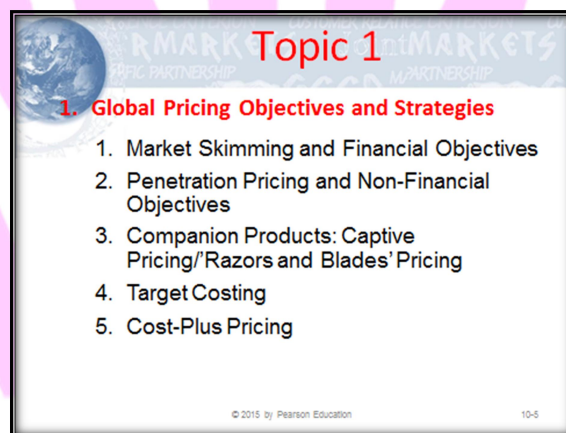 Topic 1
1. Global Pricing Objectives and Strategies
1. Market Skimming and Financial Objectives
2. Penetration Pricing and Non-Financial
Objectives
3. Companion Products: Captive
Pricing/'Razors and Blades' Pricing
4. Target Costing
5. Cost-Plus Pricing
© 2015 by Pearson Education
10-5